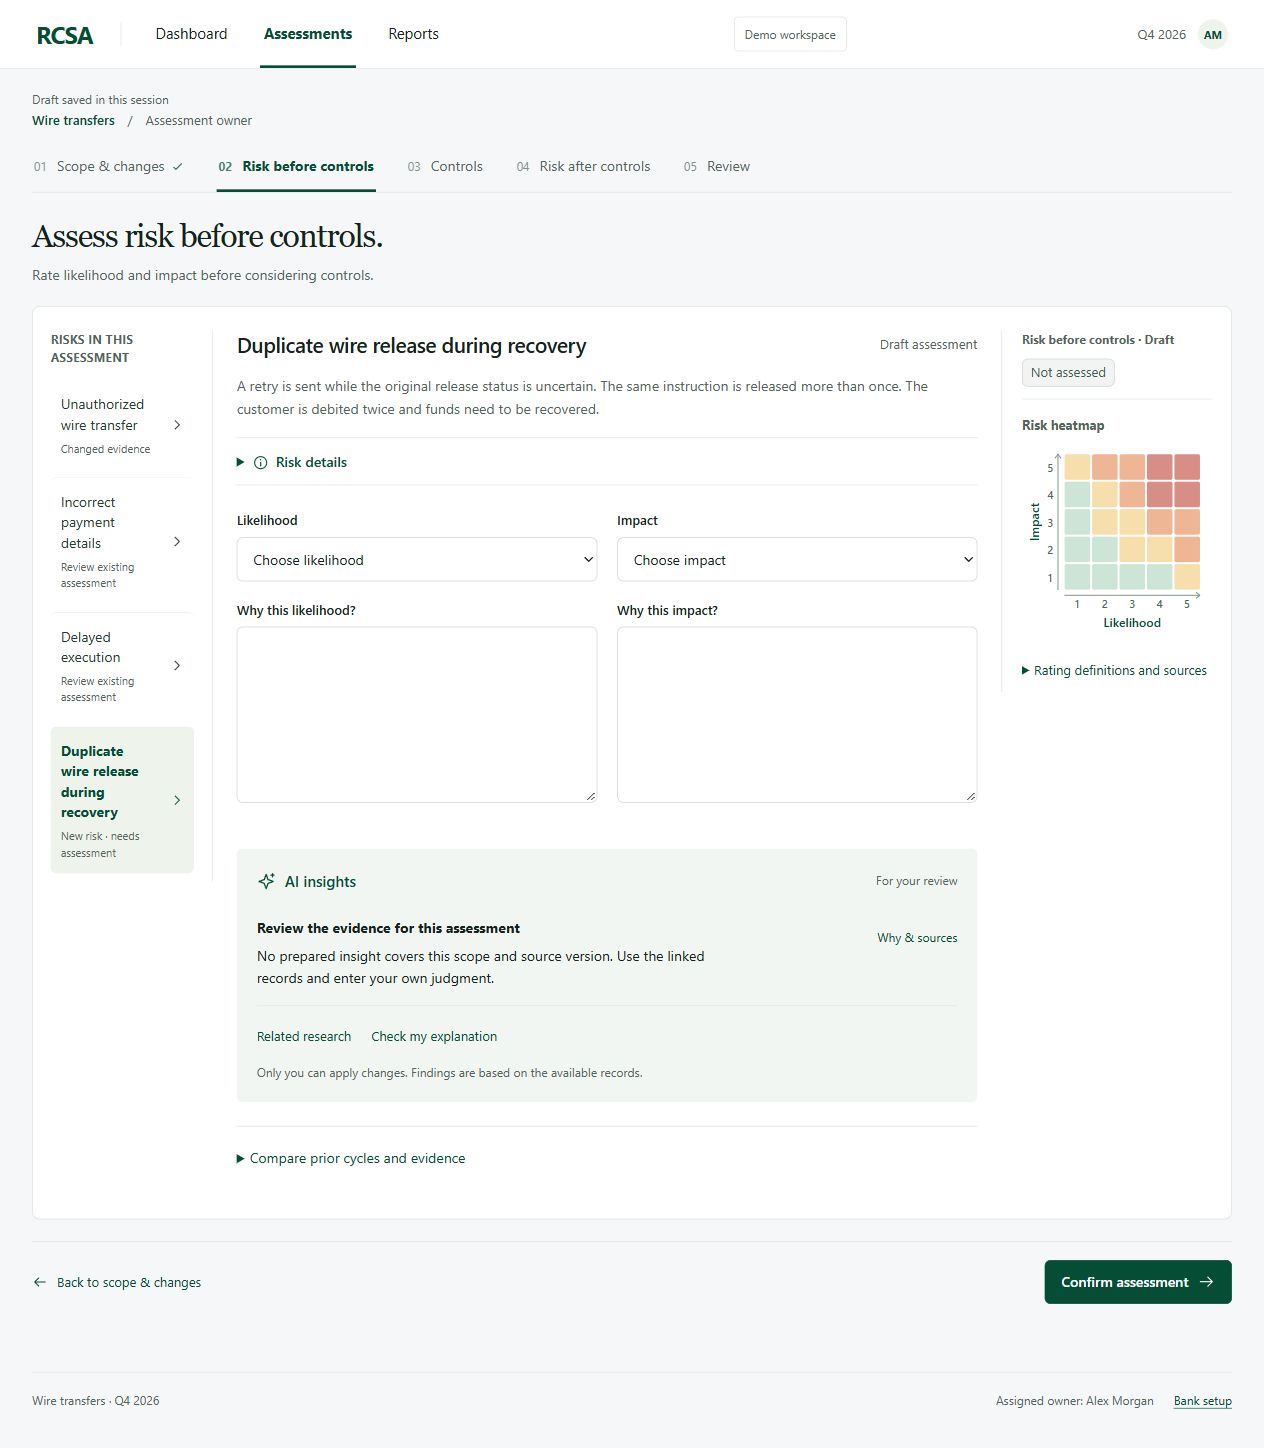 RCSA
Dashboard
Assessments
Reports
Demo workspace
Q4 2026
AM
Draft saved in this session
Wire transfers / Assessment owner
01 Scope & changes ✓
02 Risk before controls
03 Controls
04 Risk after controls
05 Review
Assess risk before controls.
Rate likelihood and impact before considering controls.
RISKS IN THIS
ASSESSMENT
Unauthorized
wire transfer
Changed evidence
Incorrect
payment
details
Review existing
assessment
Delayed
execution
Review existing
assessment
Duplicate
wire release
during
recovery
New risk · needs
assessment
Duplicate wire release during recovery
Draft assessment
A retry is sent while the original release status is uncertain. The same instruction is released more than once. The
customer is debited twice and funds need to be recovered.
Risk details
Likelihood
Choose likelihood
Impact
Choose impact
Why this likelihood?
Why this impact?
AI insights
For your review
Review the evidence for this assessment
Why & sources
No prepared insight covers this scope and source version. Use the linked
records and enter your own judgment.
Related research
Check my explanation
Only you can apply changes. Findings are based on the available records.
Compare prior cycles and evidence
Risk before controls · Draft
Not assessed
Risk heatmap
5
4
3
2
1
Impact
1 2 3 4 5
Likelihood
Rating definitions and sources
Back to scope & changes
Confirm assessment
Wire transfers · Q4 2026
Assigned owner: Alex Morgan
Bank setup